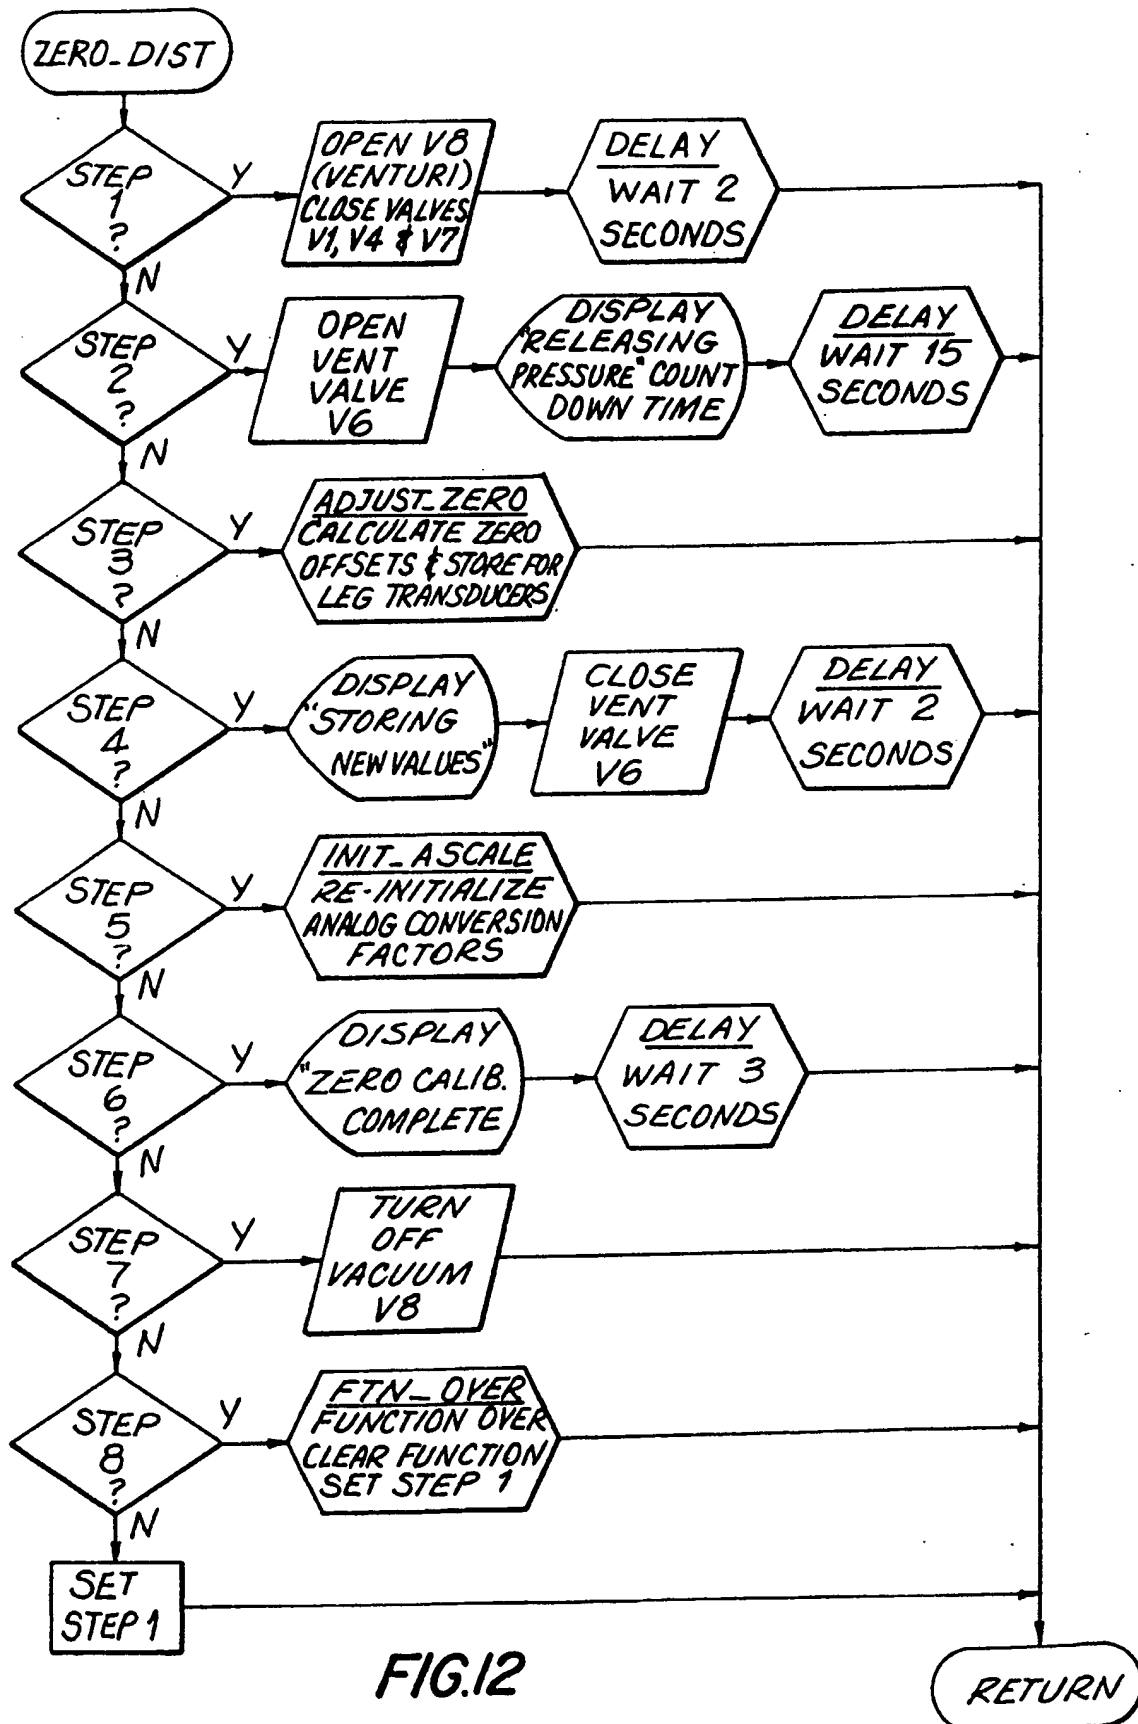 ZERO_DIST
STEP
1
?
Y
OPEN V8
(VENTURI)
CLOSE VALVES
V1, V4 & V7
DELAY
WAIT 2
SECONDS
N
STEP
2
?
Y
OPEN
VENT
VALVE
V6
DISPLAY
"RELEASING
PRESSURE" COUNT
DOWN TIME
DELAY
WAIT 15
SECONDS
N
STEP
3
?
Y
ADJUST_ZERO
CALCULATE ZERO
OFFSETS & STORE FOR
LEG TRANSDUCERS
N
STEP
4
?
Y
DISPLAY
"STORING
NEW VALUES"
CLOSE
VENT
VALVE
V6
DELAY
WAIT 2
SECONDS
N
STEP
5
?
Y
INIT_ASCALE
RE-INITIALIZE
ANALOG CONVERSION
FACTORS
N
STEP
6
?
Y
DISPLAY
"ZERO CALIB.
COMPLETE
DELAY
WAIT 3
SECONDS
N
STEP
7
?
Y
TURN
OFF
VACUUM
V8
N
STEP
8
?
Y
FTN_OVER
FUNCTION OVER
CLEAR FUNCTION
SET STEP 1
N
SET
STEP 1
RETURN
FIG.12